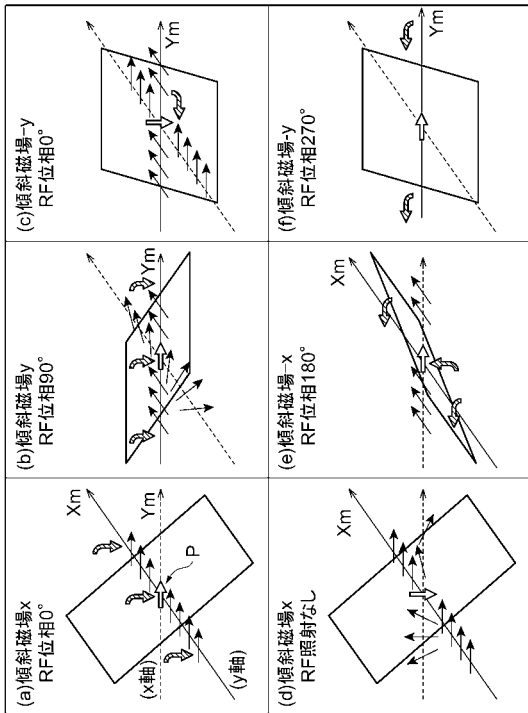 (a)傾斜磁場x
RF位相0°
Xm
Ym
P
(x軸)
(y軸)
(b)傾斜磁場y
RF位相90°
Ym
(c)傾斜磁場-y
RF位相0°
Ym
(d)傾斜磁場x
RF照射なし
Xm
(e)傾斜磁場-x
RF位相180°
Xm
(f)傾斜磁場-y
RF位相270°
Ym